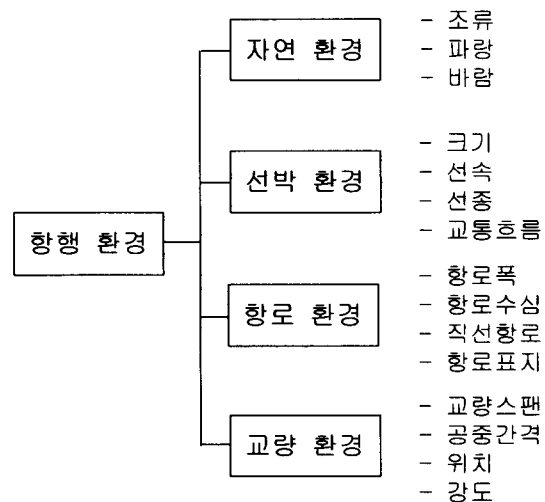 자연 환경
- 조류
- 파랑
- 바람
선박 환경
- 크기
- 선속
- 선종
- 교통흐름
항행 환경
항로 환경
- 항로폭
- 항로수심
- 직선항로
- 항로표지
교량 환경
- 교량스팬
- 공중간격
- 위치
- 강도